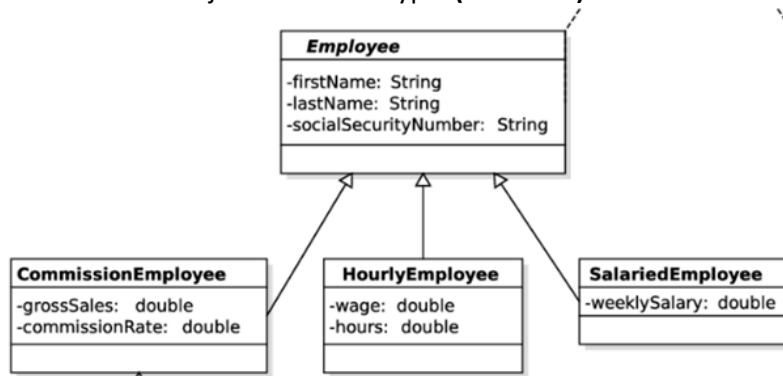 Employee
-firstName: String
-lastName: String
-socialSecurityNumber: String
CommissionEmployee
-grossSales: double
-commissionRate: double
HourlyEmployee
-wage: double
-hours: double
SalariedEmployee
-weeklySalary: double